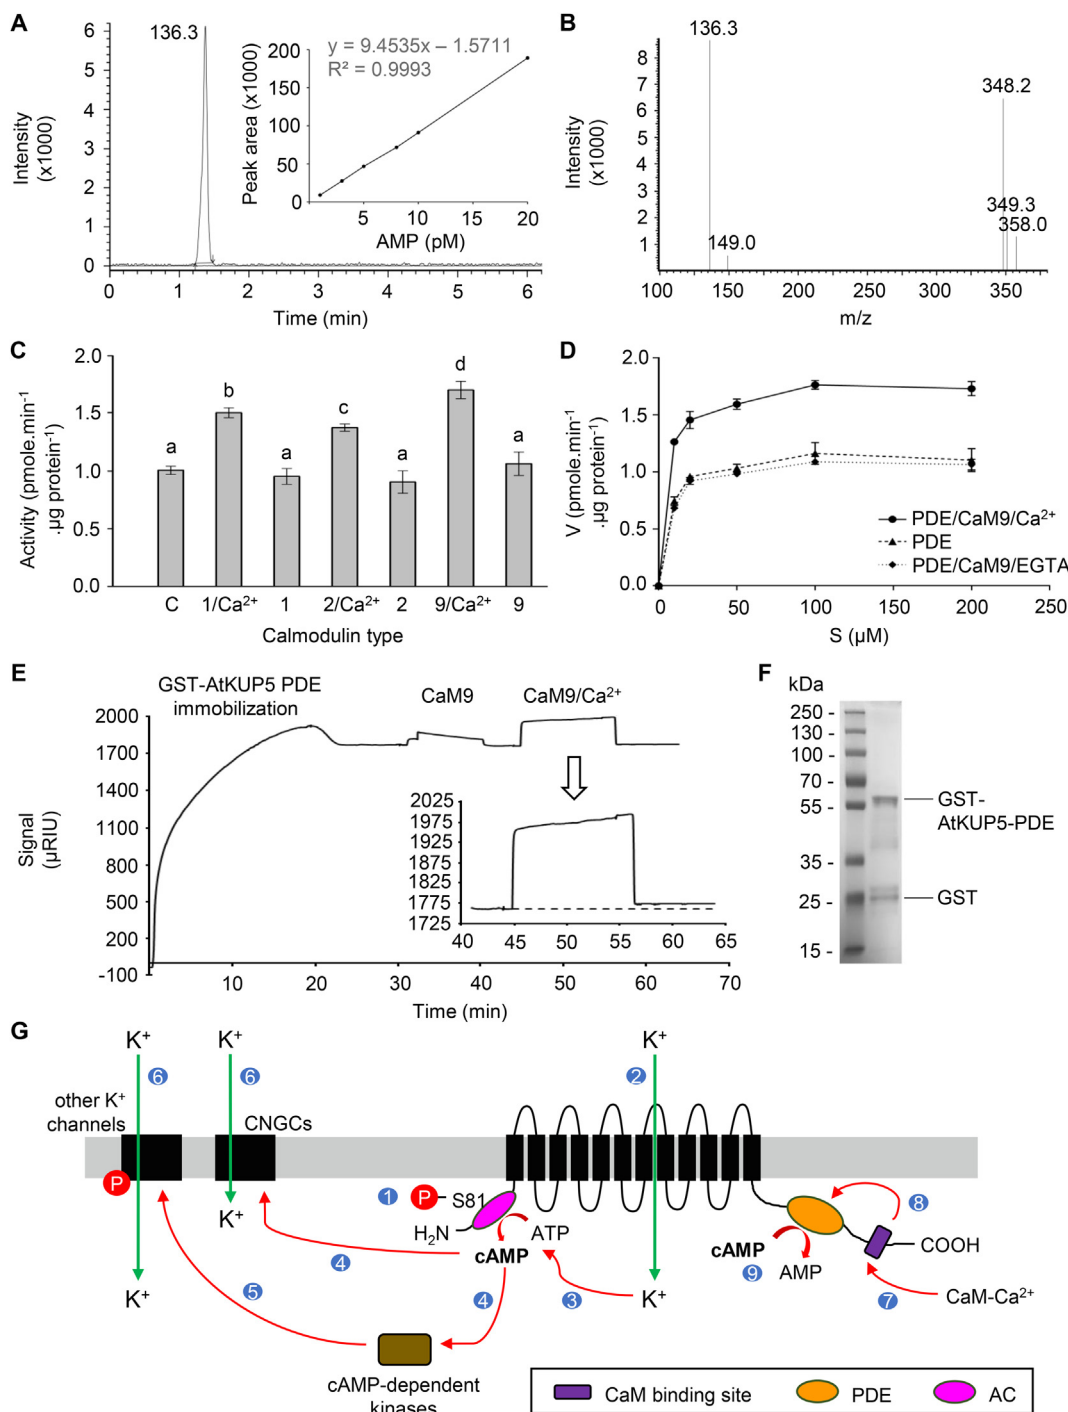 A
136.3
6
5
4
3
2
1
0
Intensity
(x1000)
0 1 2 3 4 5 6
Time (min)
y = 9.4535x – 1.5711
R² = 0.9993
200
150
100
50
0
Peak area (x1000)
5 10 15 20
AMP (pM)
B
136.3
348.2
349.3
358.0
149.0
8
7
6
5
4
3
2
1
Intensity
(x1000)
100 150 200 250 300 350
m/z
C
2.0
1.5
1.0
0.5
0.0
Activity (pmole.min⁻¹
.µg protein⁻¹)
a b a c a d a
C 1/Ca²⁺ 1 2/Ca²⁺ 2 9/Ca²⁺ 9
Calmodulin type
D
2.0
1.5
1.0
0.5
0.0
V (pmole.min⁻¹
.µg protein⁻¹)
PDE/CaM9/Ca²⁺
PDE
PDE/CaM9/EGTA
0 50 100 150 200 250
S (µM)
E
GST-AtKUP5 PDE
immobilization
CaM9
CaM9/Ca²⁺
2000
1700
1400
1100
800
500
200
-100
Signal
(µRIU)
10 20 30 40 50 60 70
Time (min)
2025
1975
1925
1875
1825
1775
1725
40 45 50 55 60 65
F
kDa
250 -
130 -
100 -
70 -
55 -
35 -
25 -
15 -
GST-
AtKUP5-PDE
GST
G
K⁺ K⁺ K⁺
6 6 2
other K⁺
channels
CNGCs
P
1 P S81
H₂N
ATP
cAMP
K⁺
K⁺
K⁺
4
4
3
5
8
cAMP
9 AMP
COOH
7 CaM-Ca²⁺
cAMP-dependent
kinases
CaM binding site PDE AC